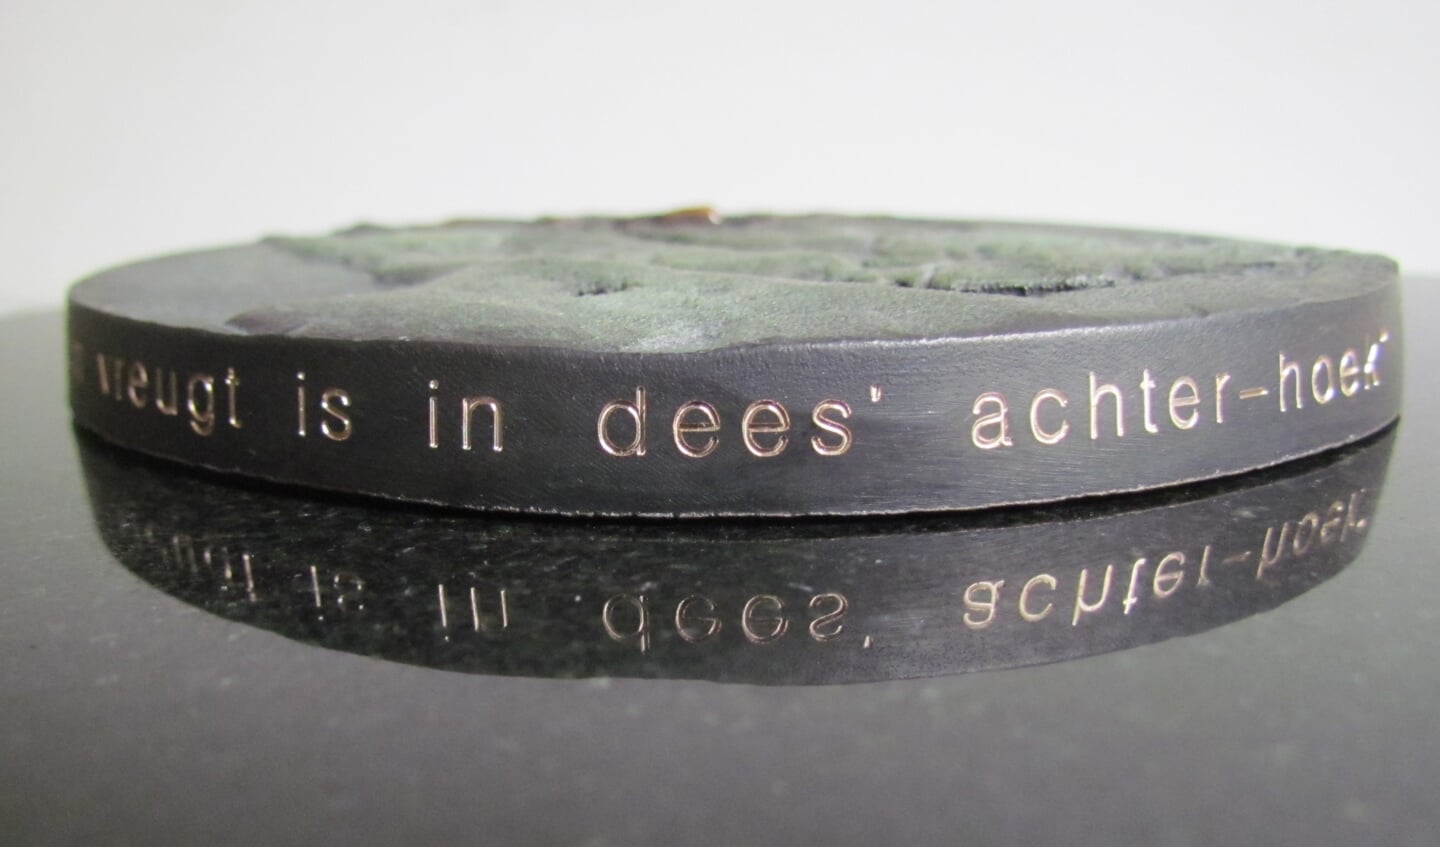 vreugt is in dees' achter-hoek"